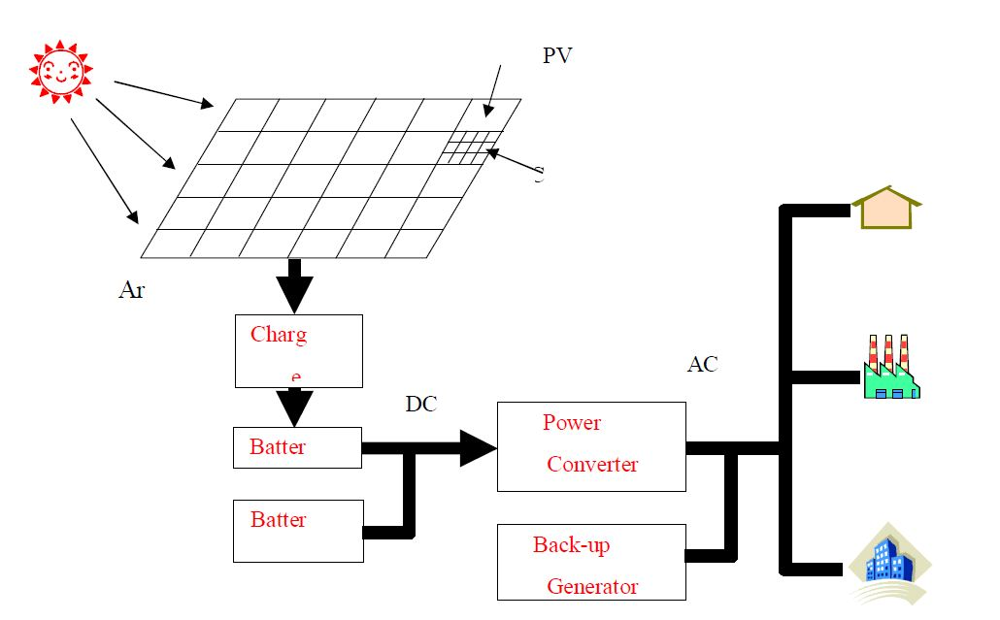 PV
Ar
Charg
e
AC
DC
Batter
Power
Converter
Batter
Back-up
Generator